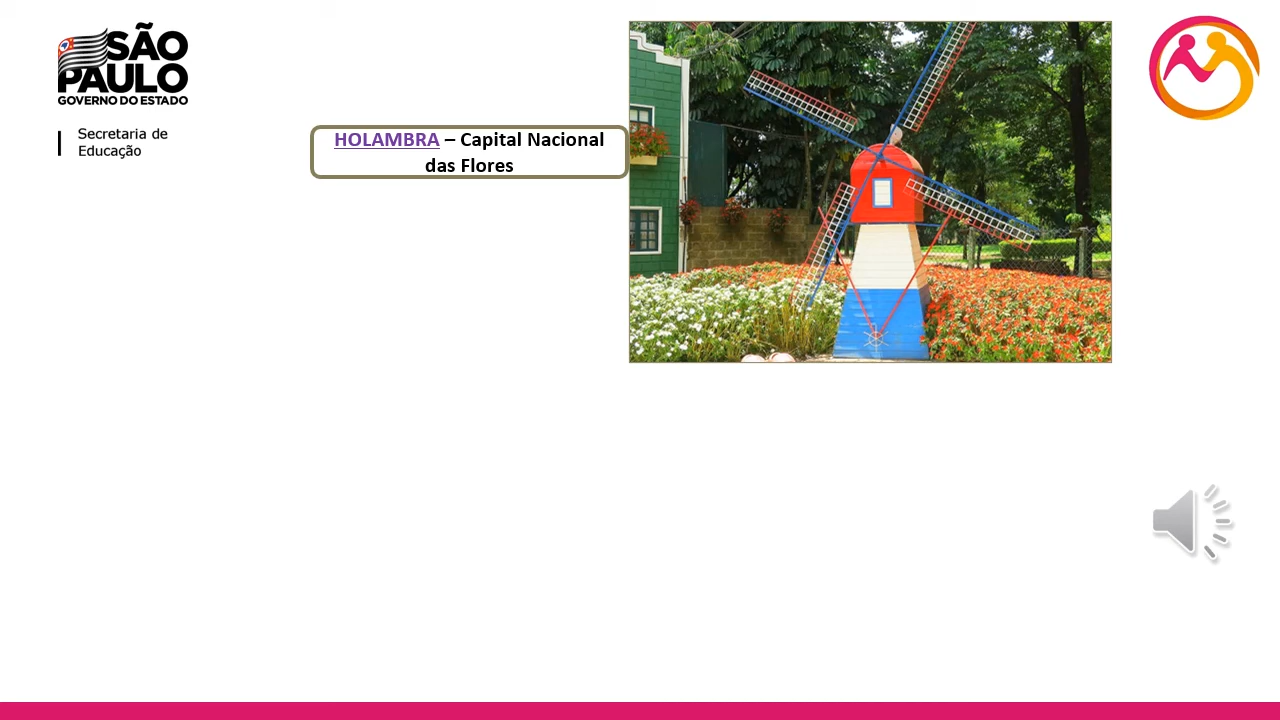 SÃO
PAULO
GOVERNO DO ESTADO
Secretaria de
Educação
HOLAMBRA – Capital Nacional
das Flores